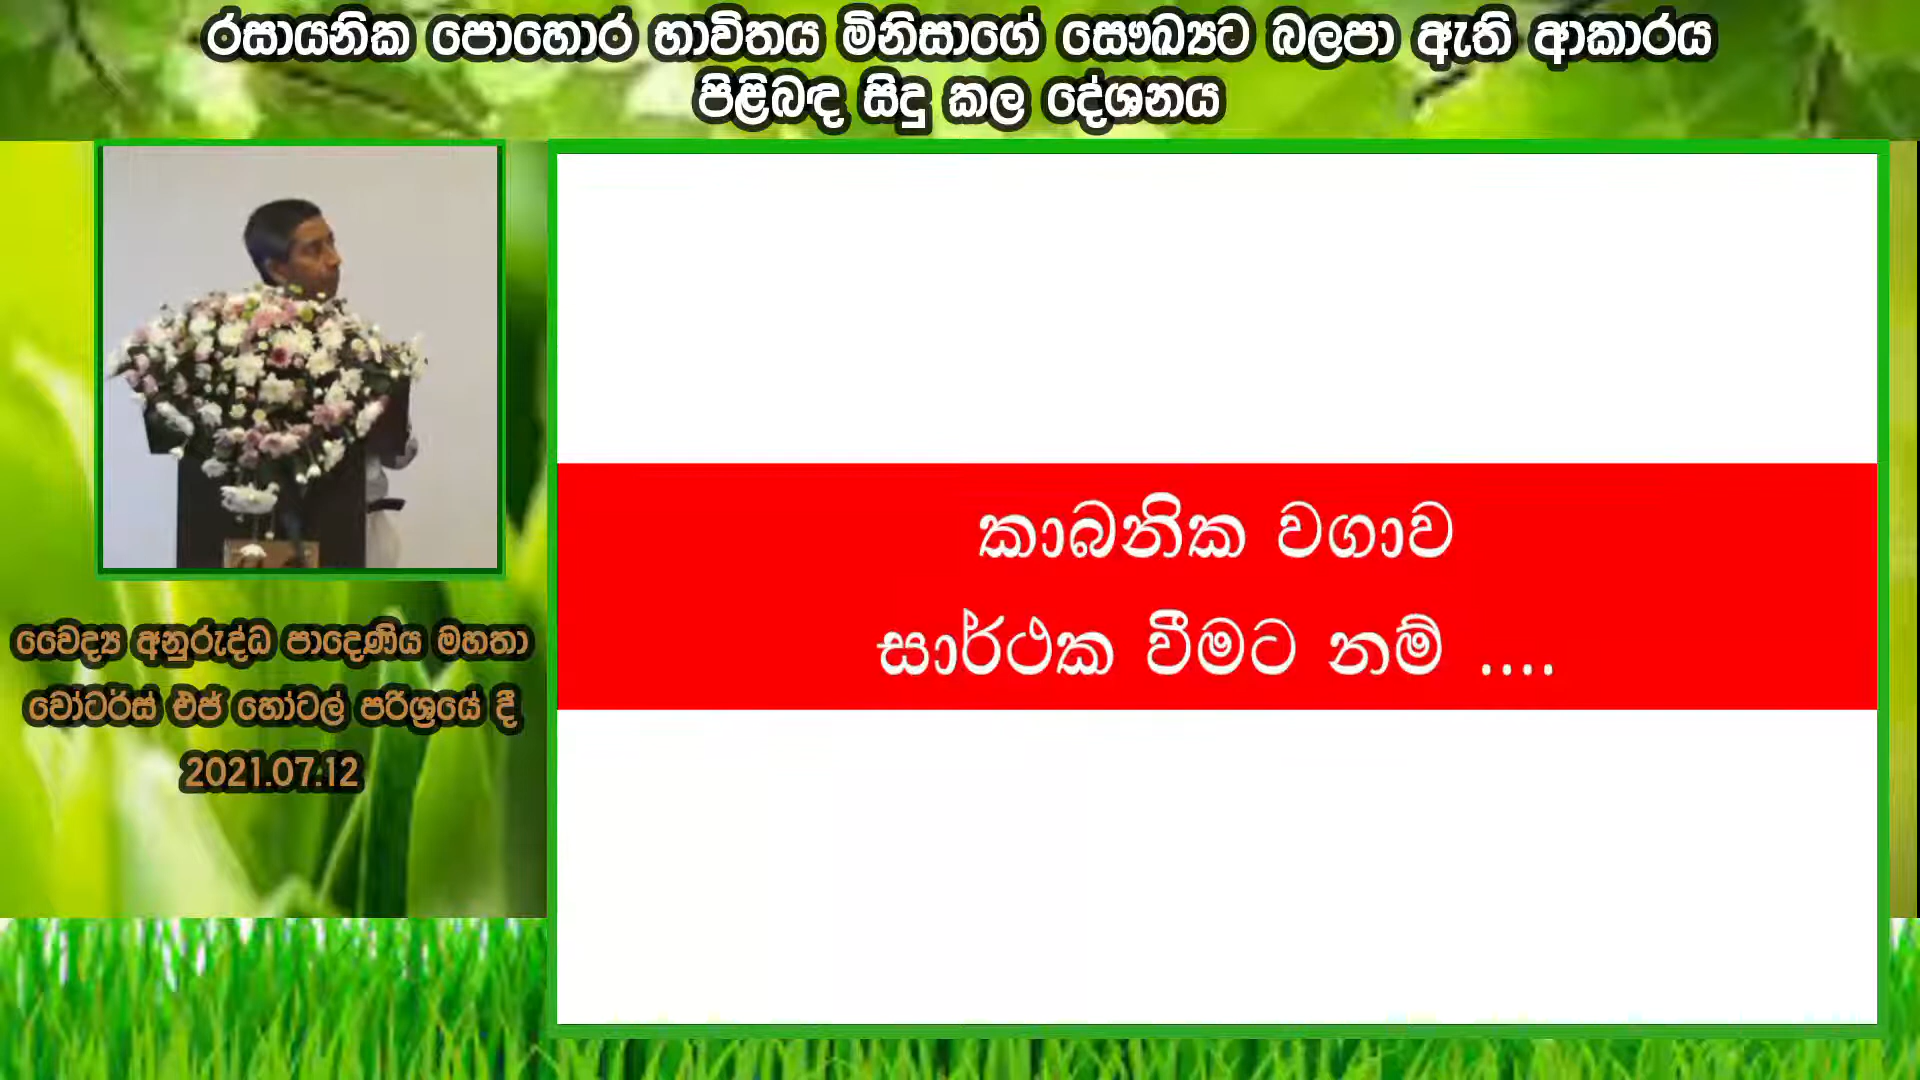 රසායනික පොහොර භාවිතය මිනිසාගේ සෞඛ්‍යට බලපා ඇති ආකාරය
පිළිබඳ සිදු කල දේශනය
කාබනික වගාව
සාර්ථක වීමට නම් ....
වෛද්‍ය අනුරුද්ධ පාදෙණිය මහතා
වෝටර්ස් එජ් හෝටල් පරිශ්‍රයේ දී
2021.07.12